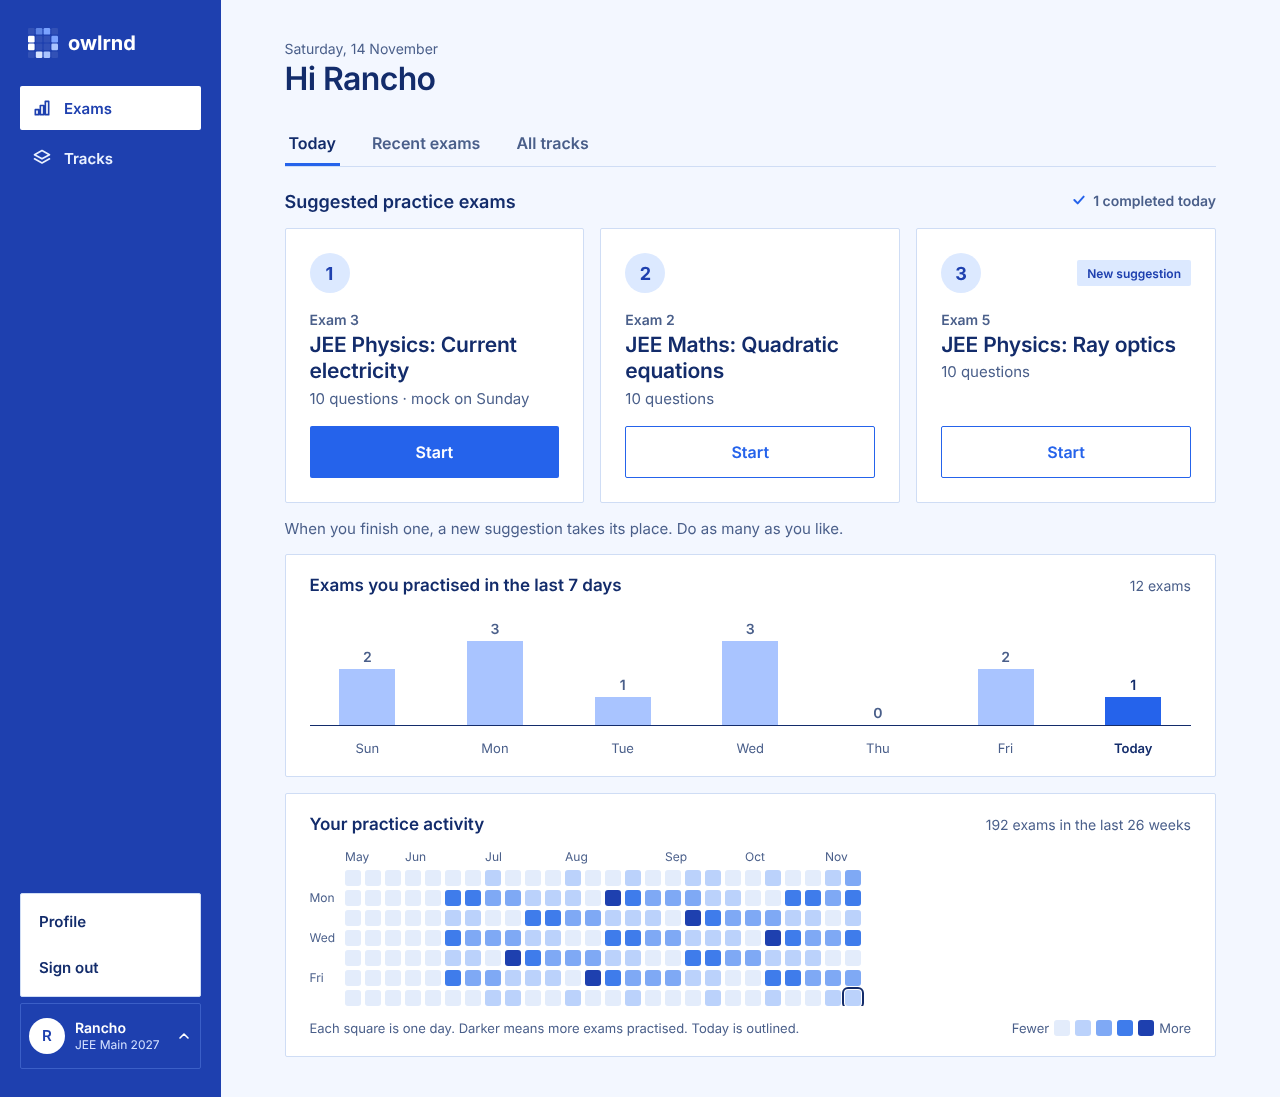 owlrnd
Exams
Tracks
Profile
Sign out
R
Rancho
JEE Main 2027
Saturday, 14 November
Hi Rancho
Today
Recent exams
All tracks
Suggested practice exams
1 completed today
1
Exam 3
JEE Physics: Current
electricity
10 questions · mock on Sunday
Start
2
Exam 2
JEE Maths: Quadratic
equations
10 questions
Start
3
New suggestion
Exam 5
JEE Physics: Ray optics
10 questions
Start
When you finish one, a new suggestion takes its place. Do as many as you like.
Exams you practised in the last 7 days
12 exams
2
3
1
3
0
2
1
Sun
Mon
Tue
Wed
Thu
Fri
Today
Your practice activity
192 exams in the last 26 weeks
May
Jun
Jul
Aug
Sep
Oct
Nov
Mon
Wed
Fri
Each square is one day. Darker means more exams practised. Today is outlined.
Fewer
More